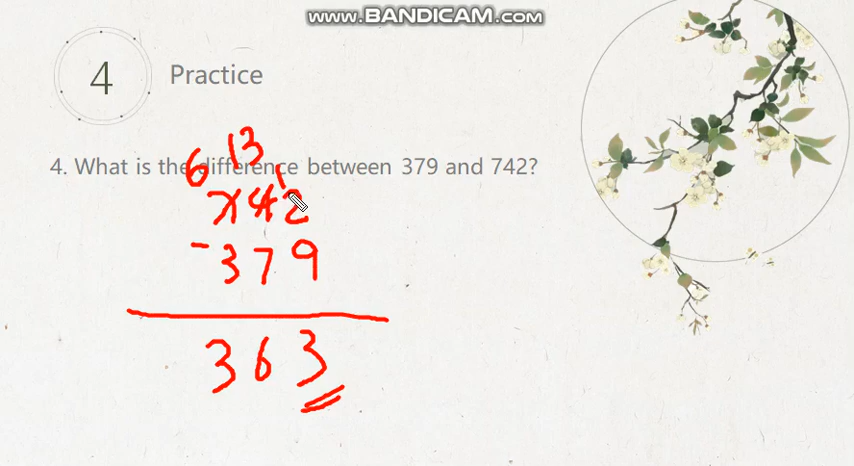 WWW.BANDICAM.COM
4
Practice
4. What is the difference between 379 and 742?
6 13 1
742
-379
363